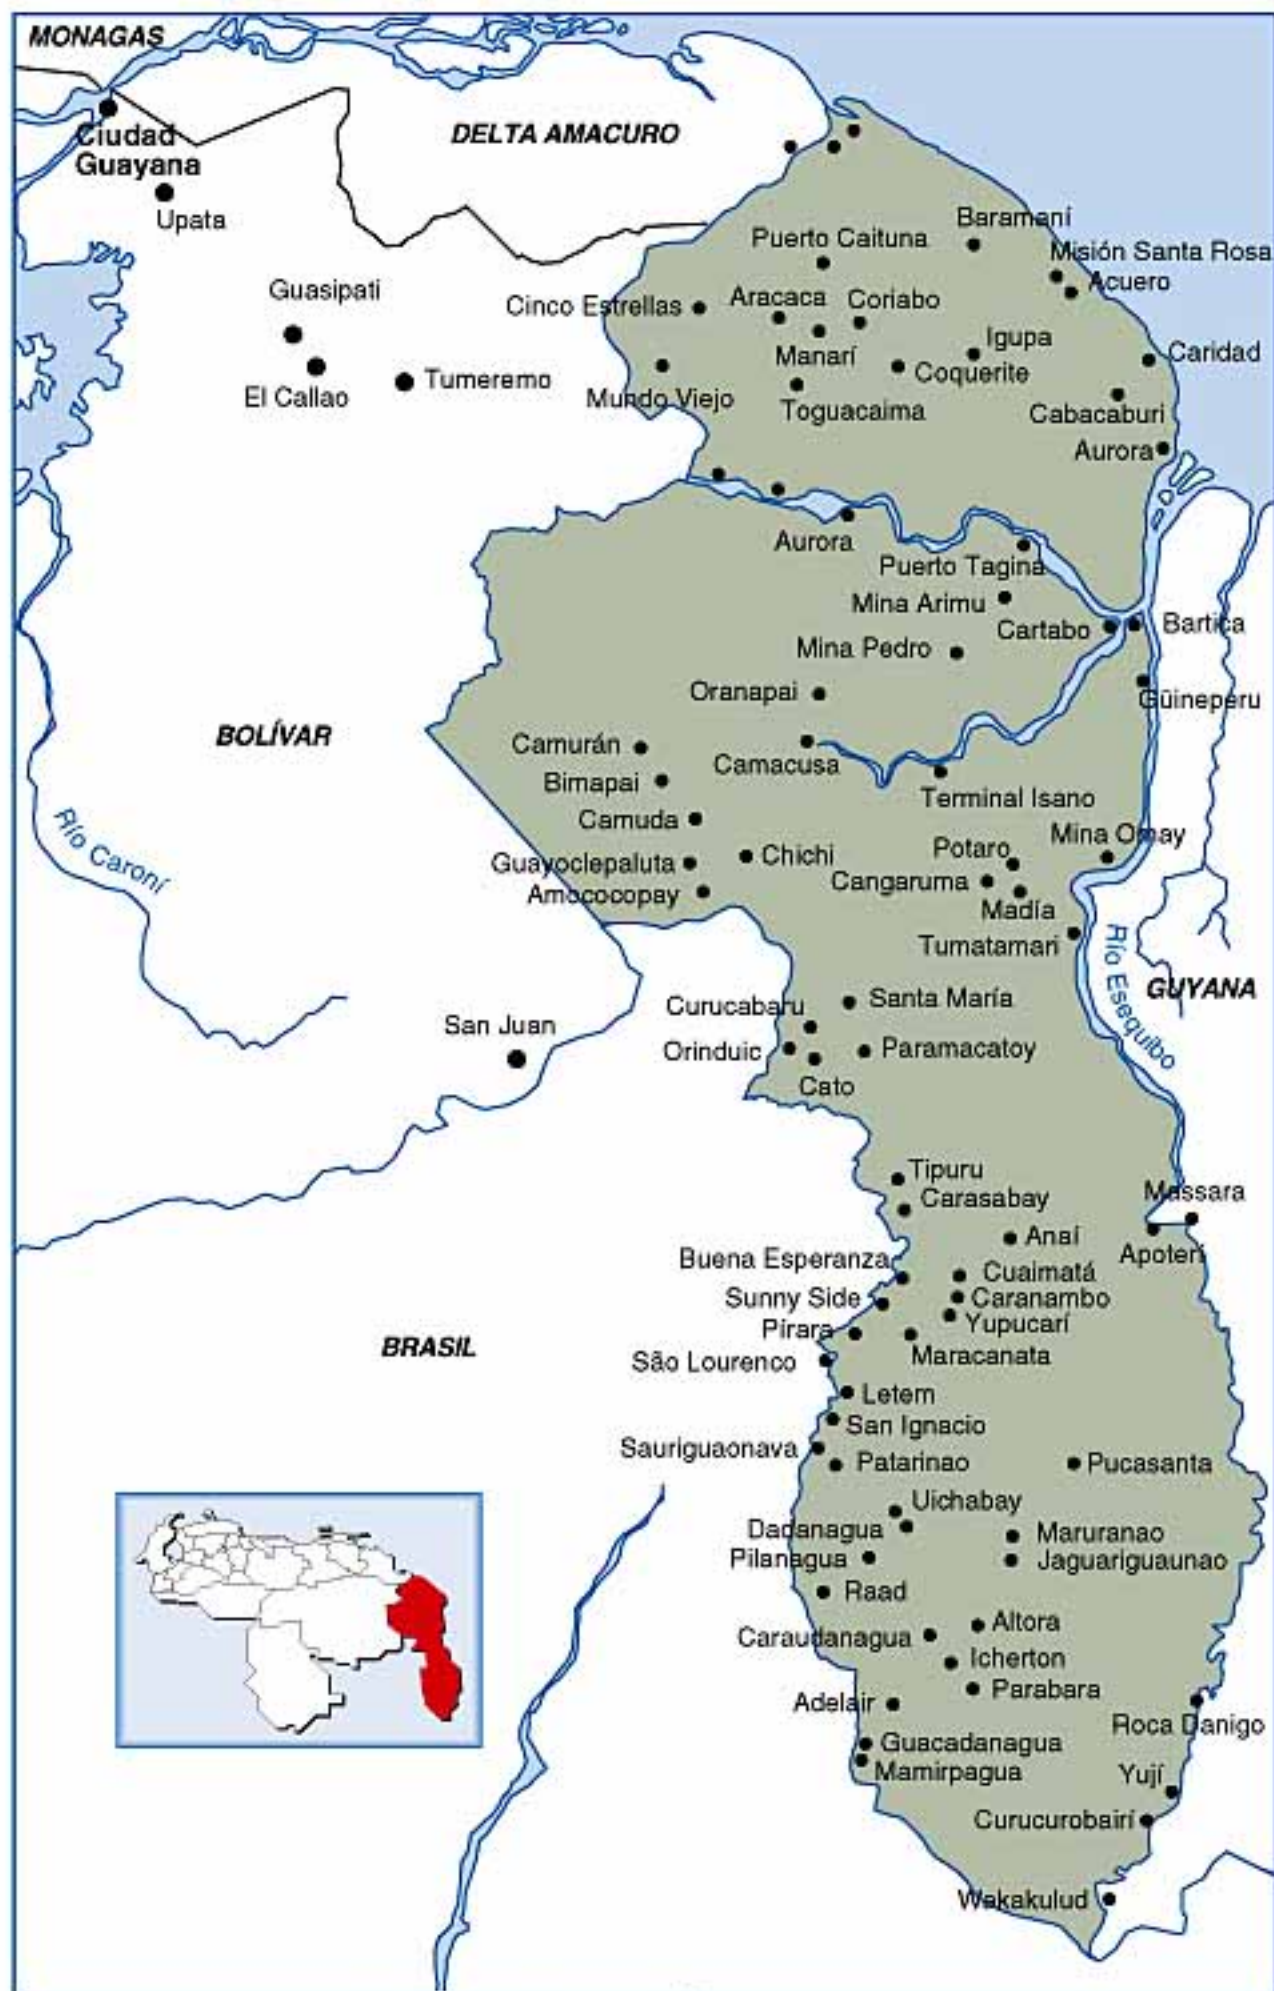 MONAGAS
Ciudad
Guayana
Upata
DELTA AMACURO
Baramaní
Puerto Caituna
Misión Santa Rosa
Acuero
Guasipati
Cinco Estrellas
Aracaca
Coriabo
Igupa
Manarí
Caridad
El Callao
Tumeremo
Coquerite
Mundo Viejo
Toguacaima
Cabacaburi
Aurora
Aurora
Puerto Tagina
Mina Arimu
Cartabo
Bartica
Mina Pedro
Oranapai
Güineperu
BOLÍVAR
Camurán
Camacusa
Bimapai
Terminal Isano
Camuda
Mina Omay
Río Caroní
Guayoclepaluta
Chichi
Potaro
Cangaruma
Amococopay
Madía
Tumatamari
Río Esequibo
GUYANA
Curucabaru
Santa María
San Juan
Orinduic
Paramacatoy
Cato
Tipuru
Carasabay
Massara
Anaí
Apoterí
Buena Esperanza
Cuaimatá
Sunny Side
Caranambo
Yupucarí
Pírara
BRASIL
Maracanata
São Lourenco
Letem
San Ignacio
Sauriguaonava
Patarinao
Pucasanta
Uichabay
Dadanagua
Maruranao
Pilanagua
Jaguariguaunao
Raad
Altora
Caraudanagua
Icherton
Parabara
Adelair
Roca Danigo
Guacadanagua
Mamirpagua
Yují
Curucurobairí
Wakakulud